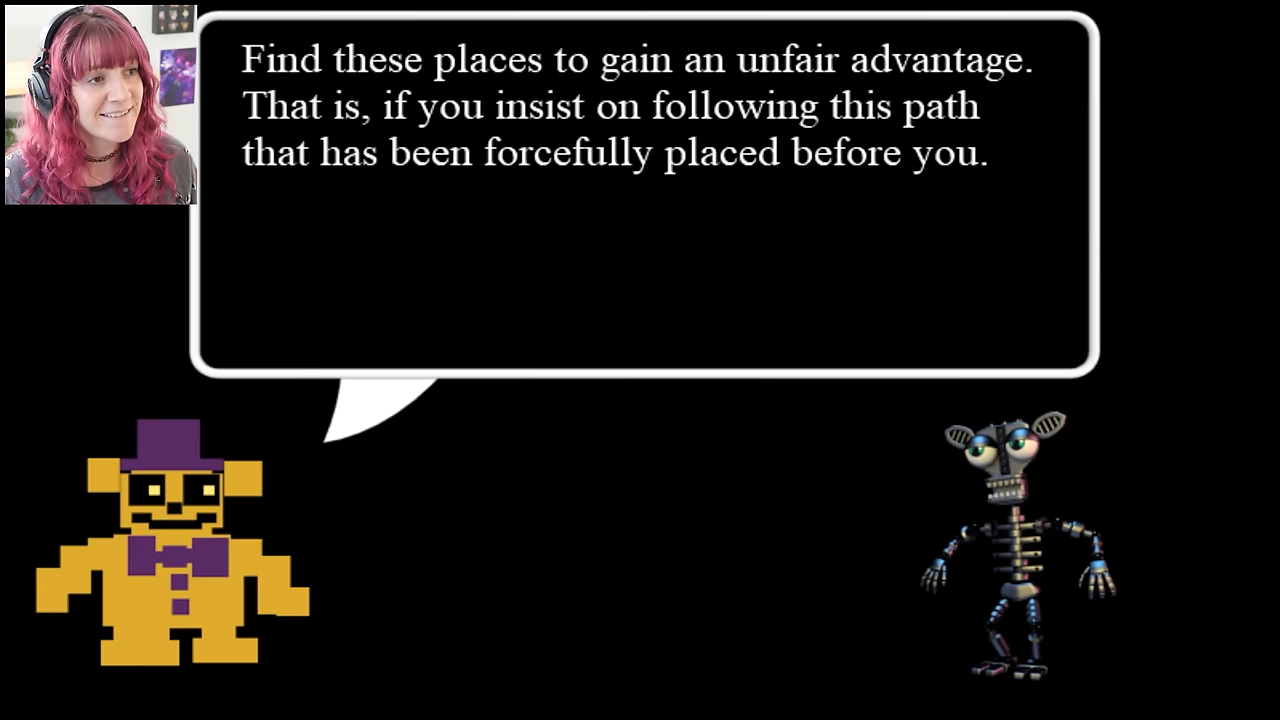 Find these places to gain an unfair advantage.
That is, if you insist on following this path
that has been forcefully placed before you.